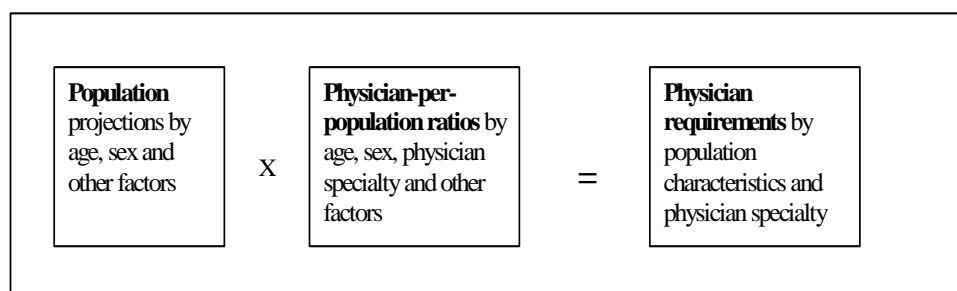 Population
projections by
age, sex and
other factors
X
Physician-per-
population ratios by
age, sex, physician
specialty and other
factors
=
Physician
requirements by
population
characteristics and
physician specialty